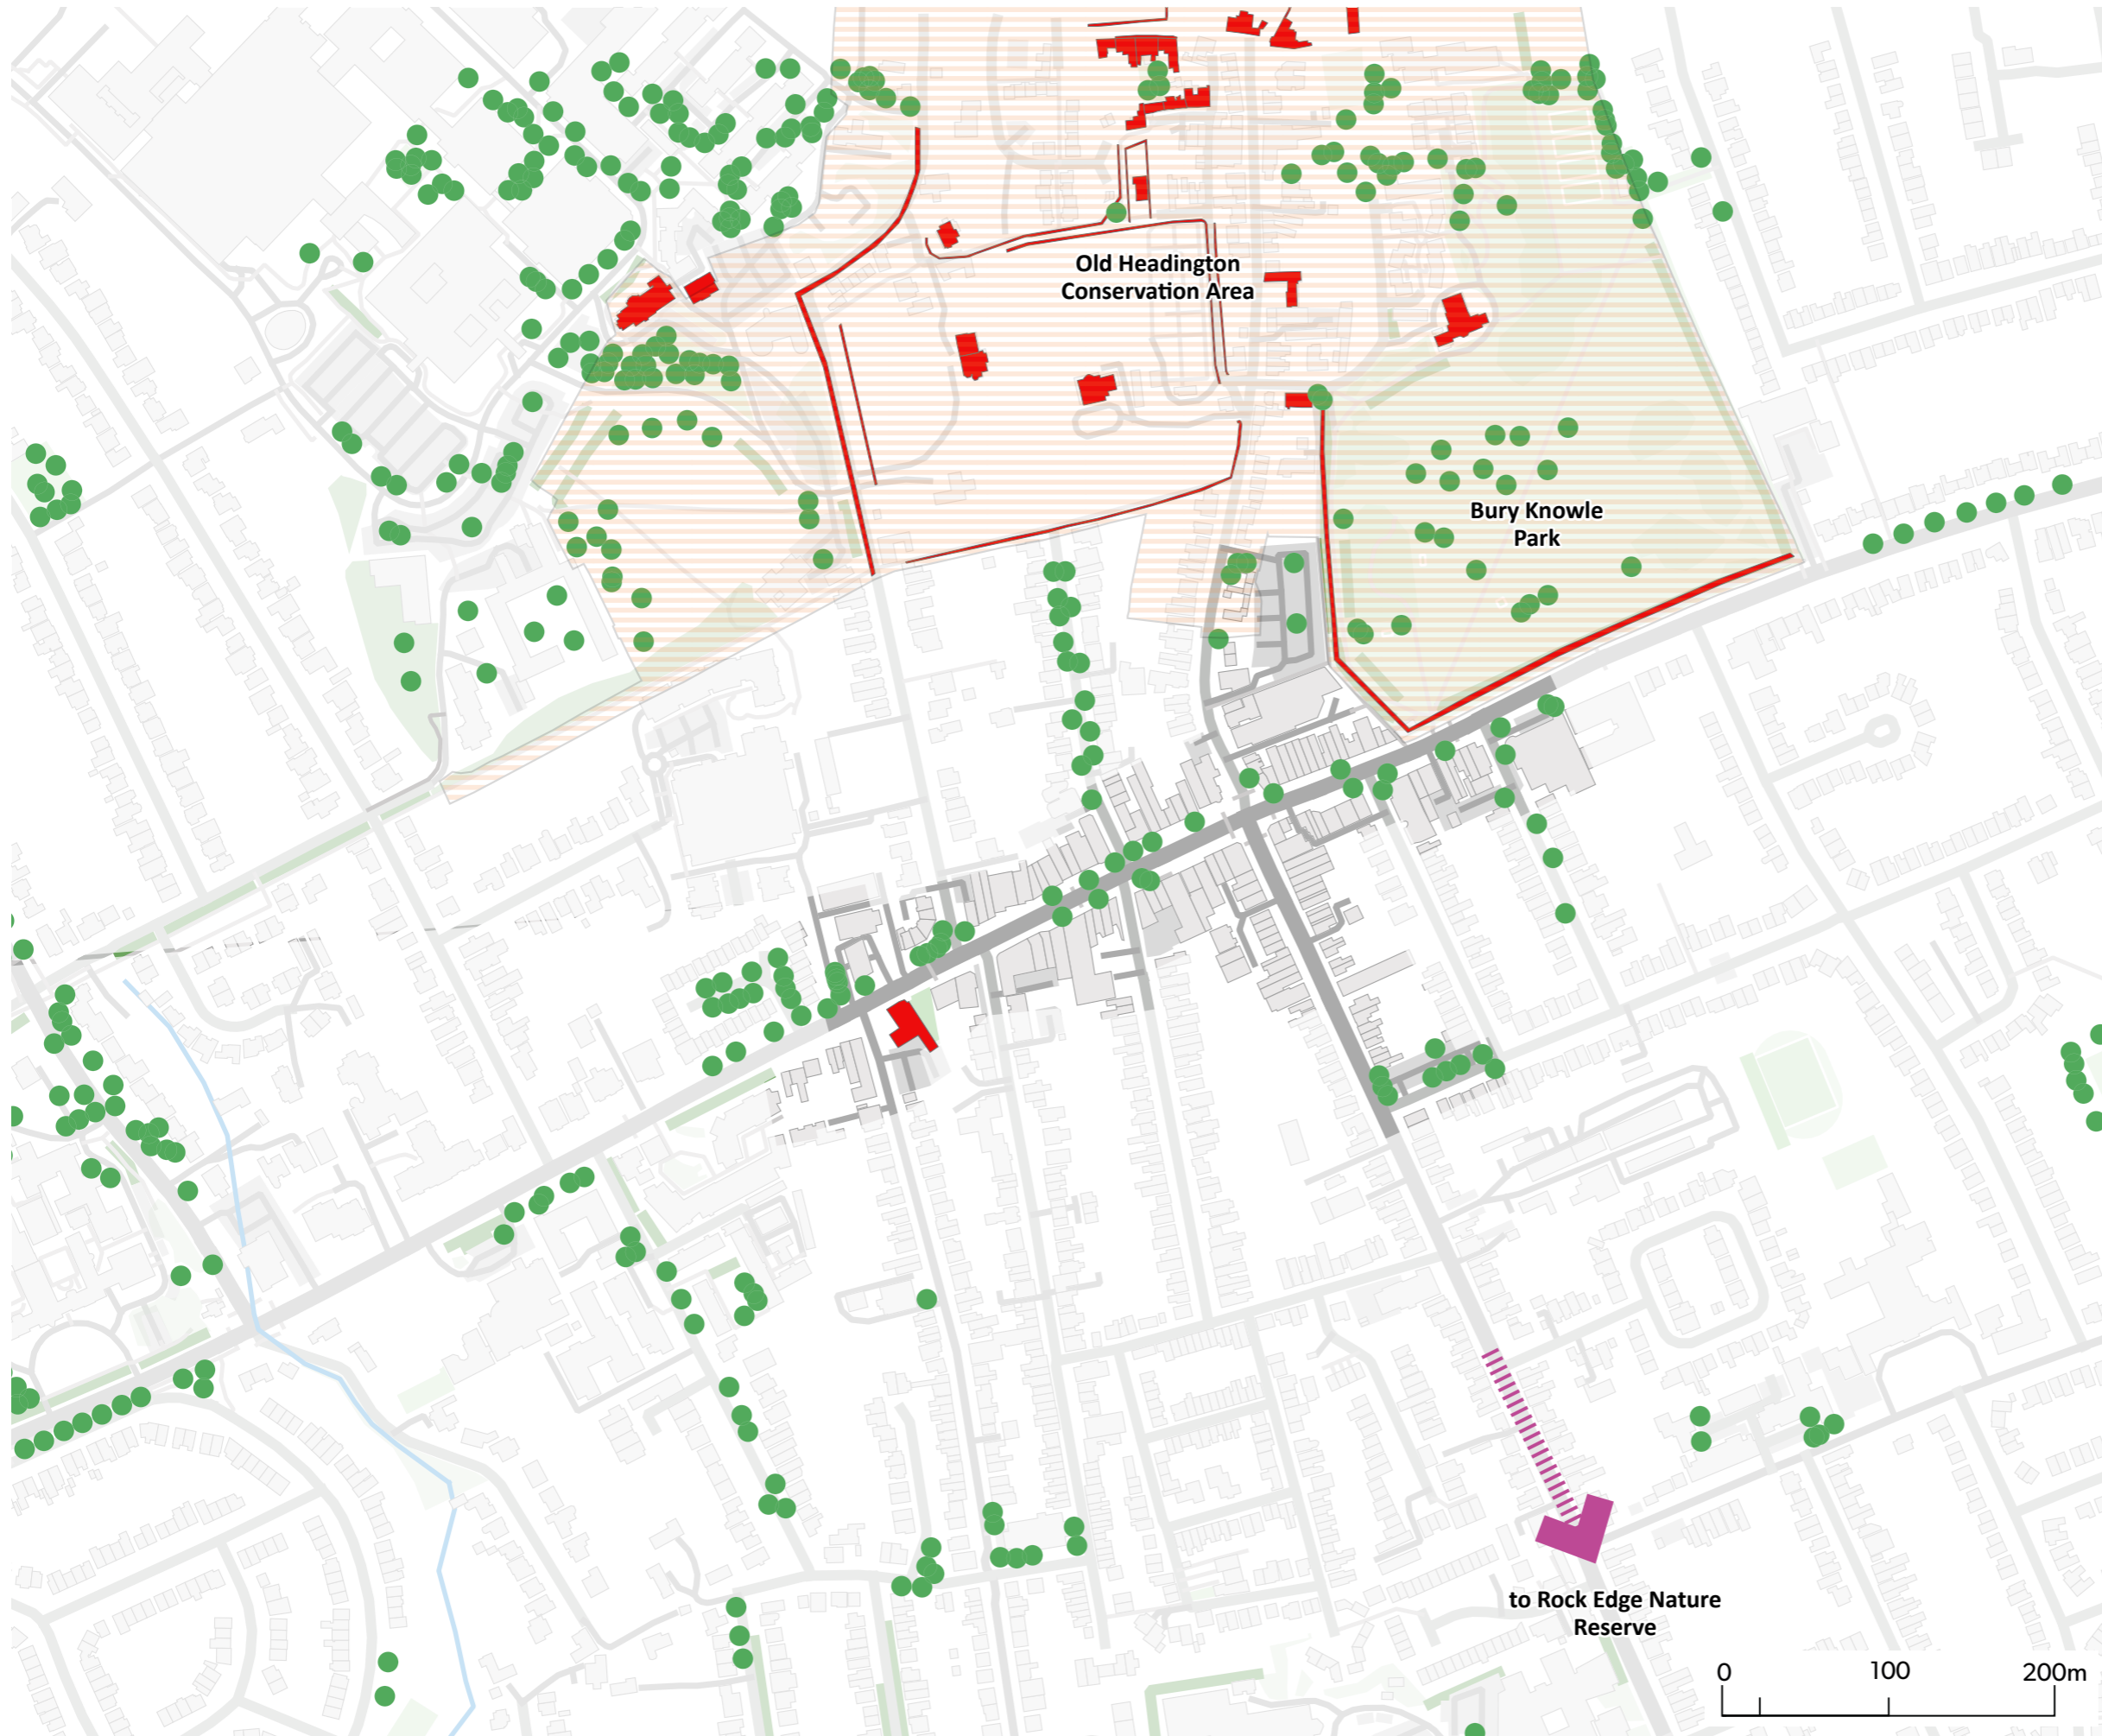 Old Headington
Conservation Area
Bury Knowle
Park
to Rock Edge Nature
Reserve
0 100 200m